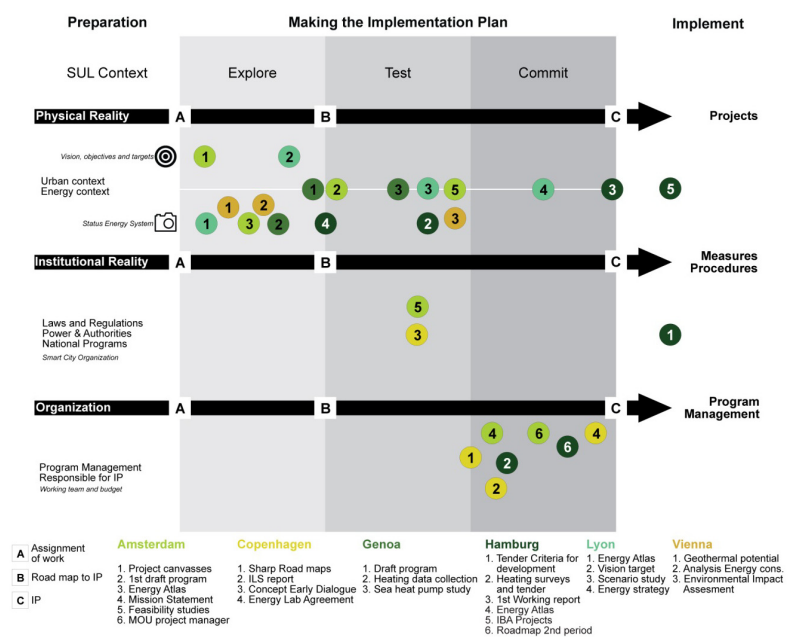 Preparation
Making the Implementation Plan
Implement
SUL Context
Explore
Test
Commit
Physical Reality
A
B
C
Projects
Vision, objectives and targets
1
2
Urban context
Energy context
1
2
3
3
5
4
3
5
Status Energy System
1
1
3
2
2
4
2
3
Institutional Reality
A
B
C
Measures
Procedures
5
Laws and Regulations
Power & Authorities
National Programs
3
1
Smart City Organization
Organization
A
B
C
Program
Management
4
6
4
6
1
2
Program Management
Responsible for IP
Working team and budget
2
A Assignment
of work
B Road map to IP
C IP
Amsterdam
1. Project canvasses
2. 1st draft program
3. Energy Atlas
4. Mission Statement
5. Feasibility studies
6. MOU project manager
Copenhagen
1. Sharp Road maps
2. ILS report
3. Concept Early Dialogue
4. Energy Lab Agreement
Genoa
1. Draft program
2. Heating data collection
3. Sea heat pump study
Hamburg
1. Tender Criteria for
development
2. Heating surveys
and tender
3. 1st Working report
4. Energy Atlas
5. IBA Projects
6. Roadmap 2nd period
Lyon
1. Energy Atlas
2. Vision target
3. Scenario study
4. Energy strategy
Vienna
1. Geothermal potential
2. Analysis Energy cons.
3. Environmental Impact
Assesment